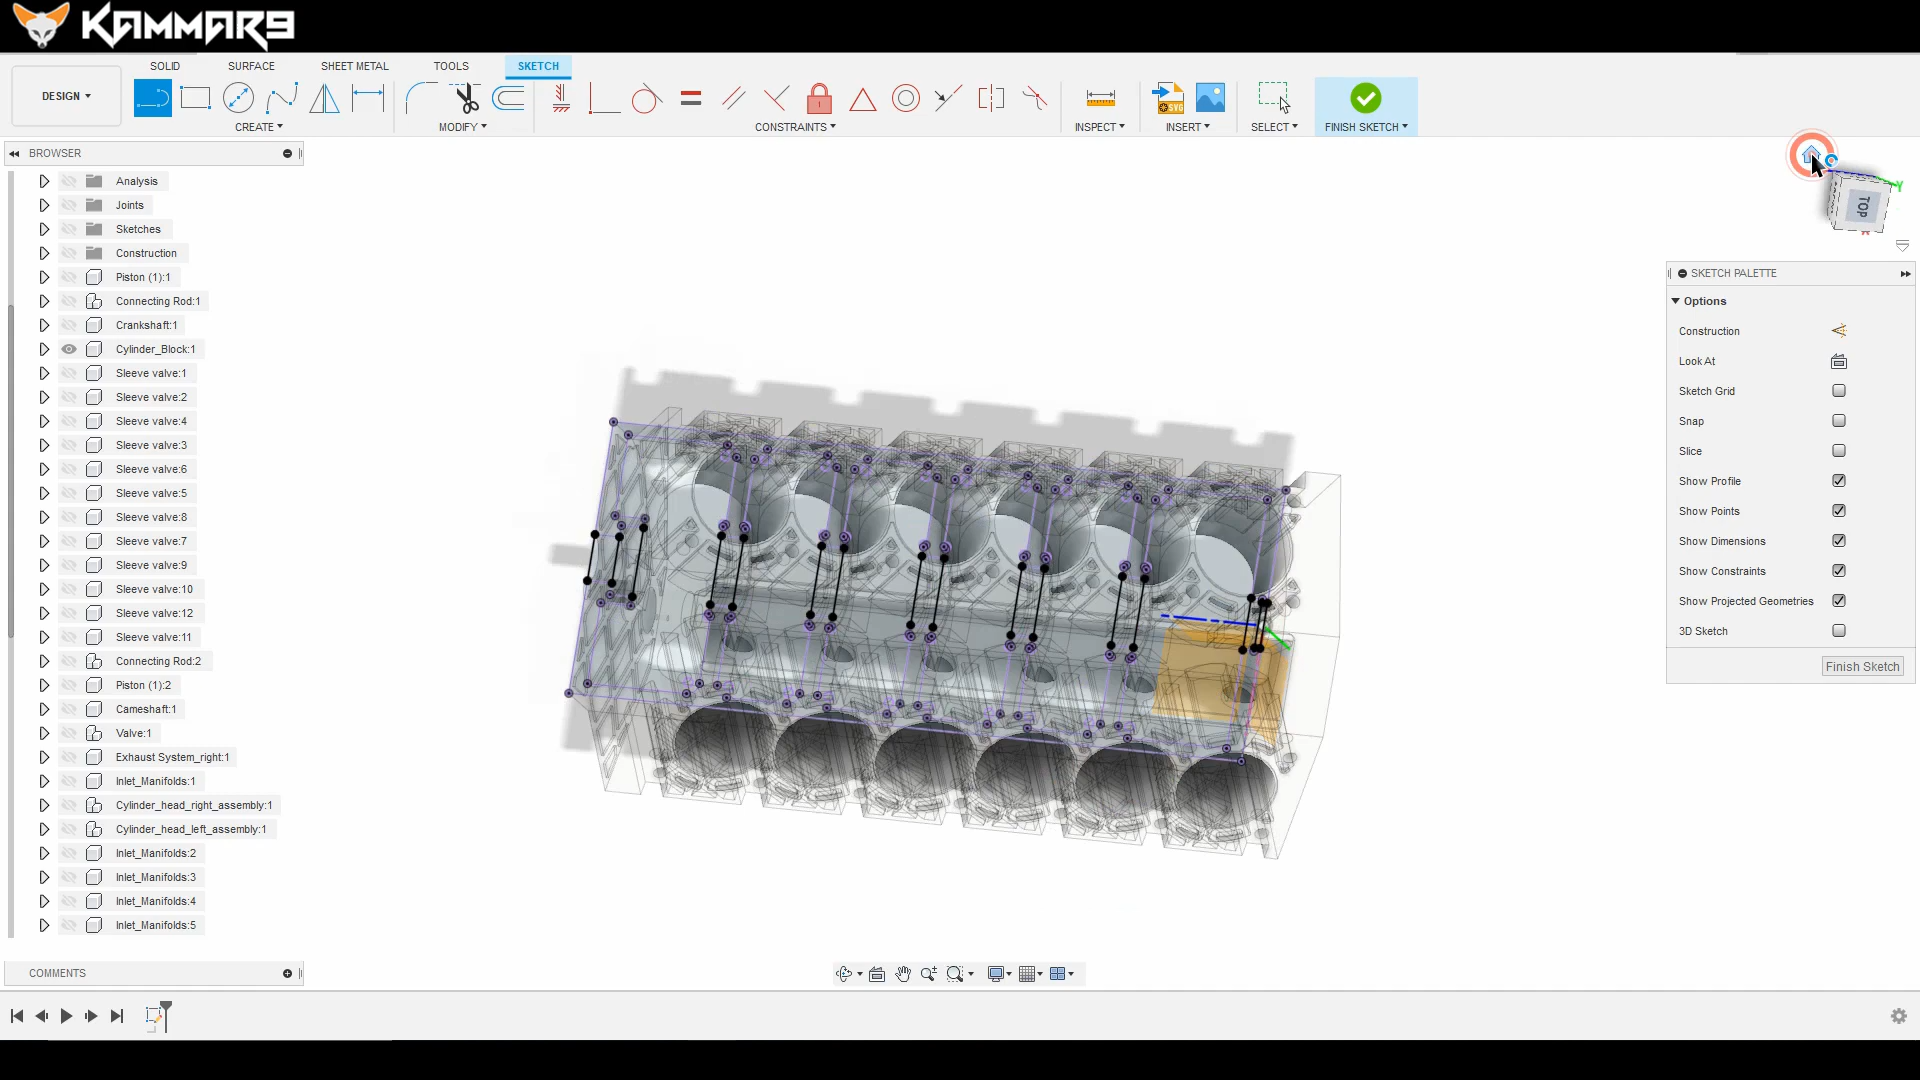 KAMMAR9
SOLID
SURFACE
SHEET METAL
TOOLS
SKETCH
DESIGN
CREATE
MODIFY
CONSTRAINTS
INSPECT
INSERT
SELECT
FINISH SKETCH
SVG
BROWSER
Analysis
Joints
Sketches
Construction
Piston (1):1
Connecting Rod:1
Crankshaft:1
Cylinder_Block:1
Sleeve valve:1
Sleeve valve:2
Sleeve valve:4
Sleeve valve:3
Sleeve valve:6
Sleeve valve:5
Sleeve valve:8
Sleeve valve:7
Sleeve valve:9
Sleeve valve:10
Sleeve valve:12
Sleeve valve:11
Connecting Rod:2
Piston (1):2
Cameshaft:1
Valve:1
Exhaust System_right:1
Inlet_Manifolds:1
Cylinder_head_right_assembly:1
Cylinder_head_left_assembly:1
Inlet_Manifolds:2
Inlet_Manifolds:3
Inlet_Manifolds:4
Inlet_Manifolds:5
COMMENTS
Y
TOP
SKETCH PALETTE
Options
Construction
Look At
Sketch Grid
Snap
Slice
Show Profile
Show Points
Show Dimensions
Show Constraints
Show Projected Geometries
3D Sketch
Finish Sketch